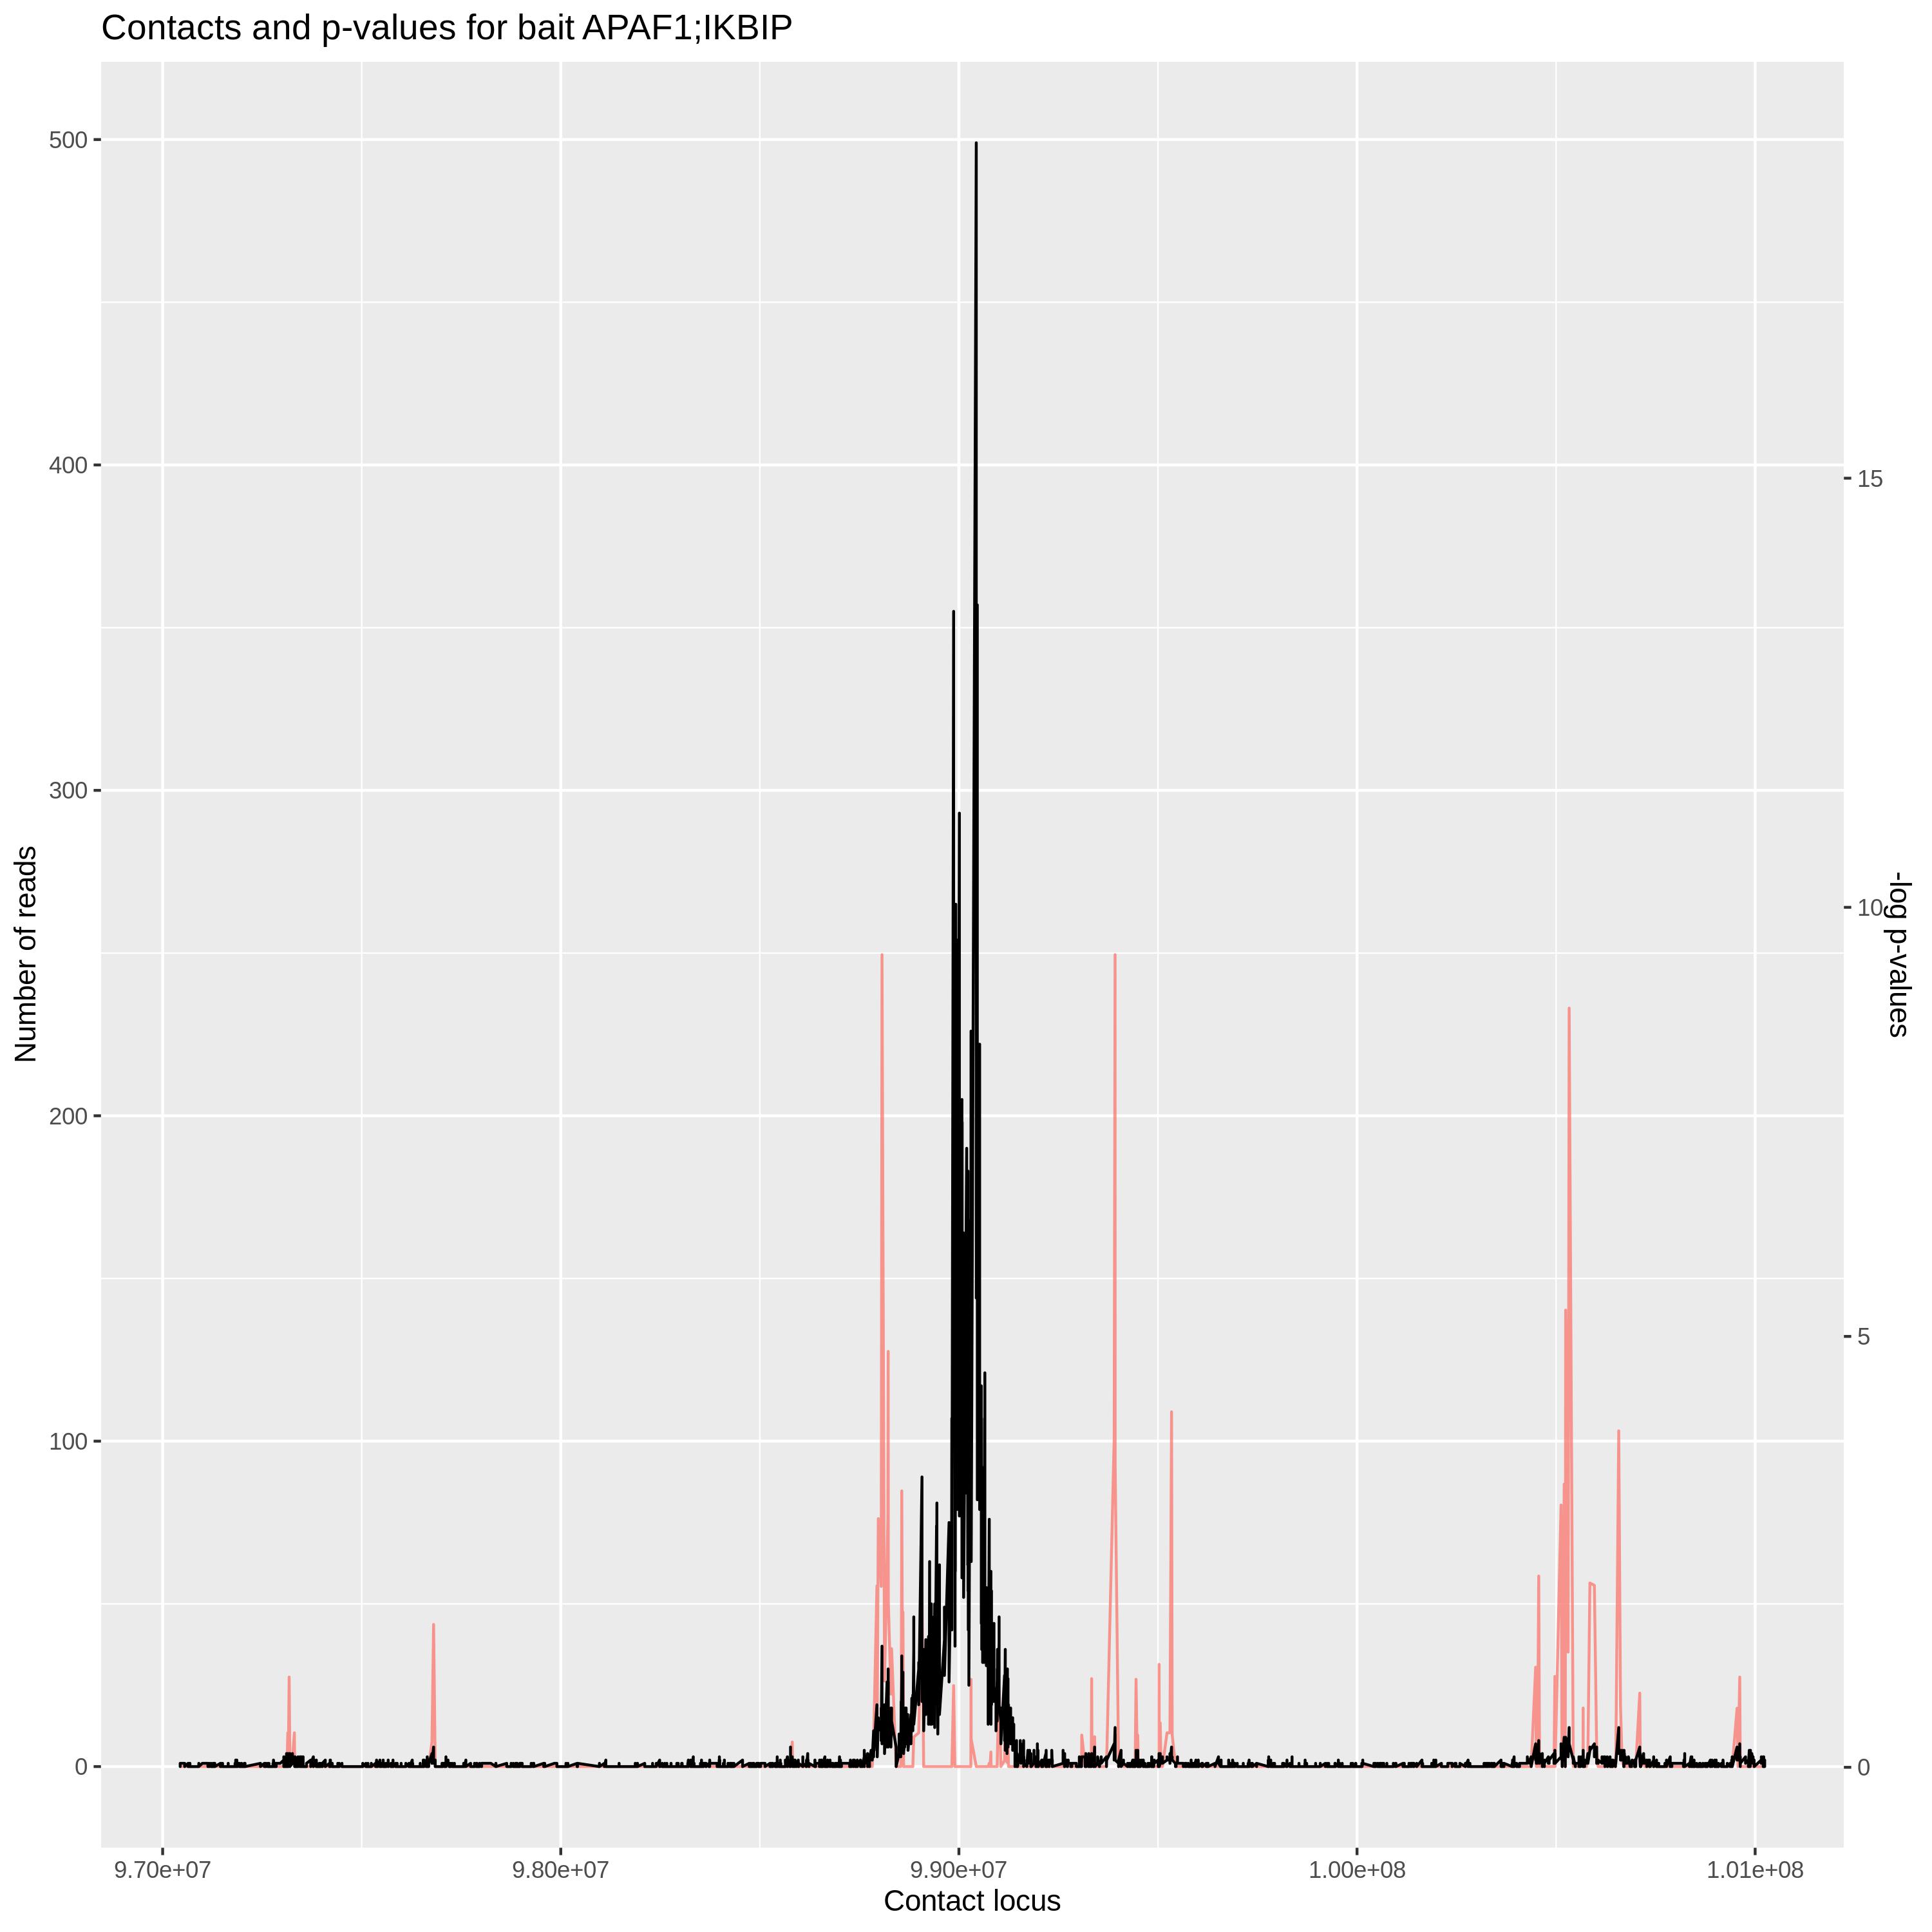 Contacts and p-values for bait APAF1;IKBIP
500
400
300
200
100
0
Number of reads
15
10
5
0
-log p-values
9.70e+07 9.80e+07 9.90e+07 1.00e+08 1.01e+08
Contact locus